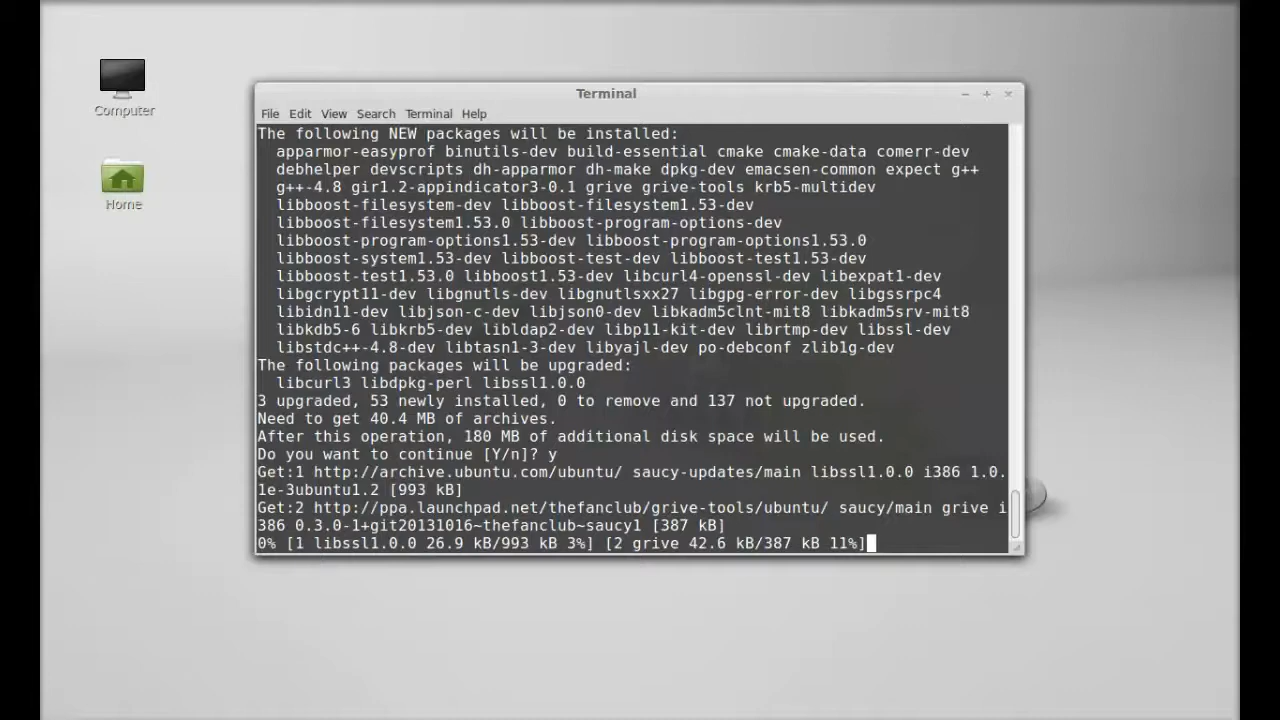 Computer
Home
Terminal
File Edit View Search Terminal Help
The following NEW packages will be installed:
apparmor-easyprof binutils-dev build-essential cmake cmake-data comerr-dev
debhelper devscripts dh-apparmor dh-make dpkg-dev emacsen-common expect g++
g++-4.8 gir1.2-appindicator3-0.1 grive grive-tools krb5-multidev
libboost-filesystem-dev libboost-filesystem1.53-dev
libboost-filesystem1.53.0 libboost-program-options-dev
libboost-program-options1.53-dev libboost-program-options1.53.0
libboost-system1.53-dev libboost-test-dev libboost-test1.53-dev
libboost-test1.53.0 libboost1.53-dev libcurl4-openssl-dev libexpat1-dev
libgcrypt11-dev libgnutls-dev libgnutlsxx27 libgpg-error-dev libgssrpc4
libidn11-dev libjson-c-dev libjson0-dev libkadm5clnt-mit8 libkadm5srv-mit8
libkdb5-6 libkrb5-dev libldap2-dev libp11-kit-dev librtmp-dev libssl-dev
libstdc++-4.8-dev libtasn1-3-dev libyajl-dev po-debconf zlib1g-dev
The following packages will be upgraded:
libcurl3 libdpkg-perl libssl1.0.0
3 upgraded, 53 newly installed, 0 to remove and 137 not upgraded.
Need to get 40.4 MB of archives.
After this operation, 180 MB of additional disk space will be used.
Do you want to continue [Y/n]? y
Get:1 http://archive.ubuntu.com/ubuntu/ saucy-updates/main libssl1.0.0 i386 1.0.
1e-3ubuntu1.2 [993 kB]
Get:2 http://ppa.launchpad.net/thefanclub/grive-tools/ubuntu/ saucy/main grive i
386 0.3.0-1+git20131016~thefanclub~saucy1 [387 kB]
0% [1 libssl1.0.0 26.9 kB/993 kB 3%] [2 grive 42.6 kB/387 kB 11%]